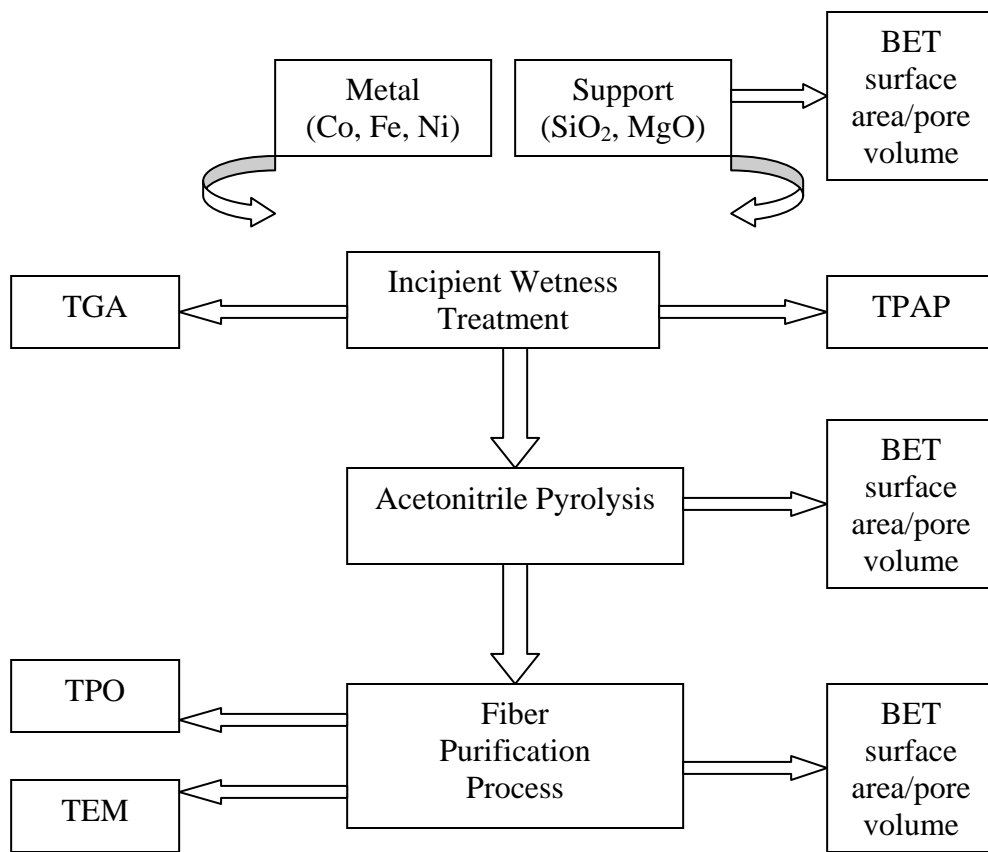 Metal
(Co, Fe, Ni)
Support
(SiO₂, MgO)
BET
surface
area/pore
volume
TGA
Incipient Wetness
Treatment
TPAP
Acetonitrile Pyrolysis
BET
surface
area/pore
volume
TPO
TEM
Fiber
Purification
Process
BET
surface
area/pore
volume